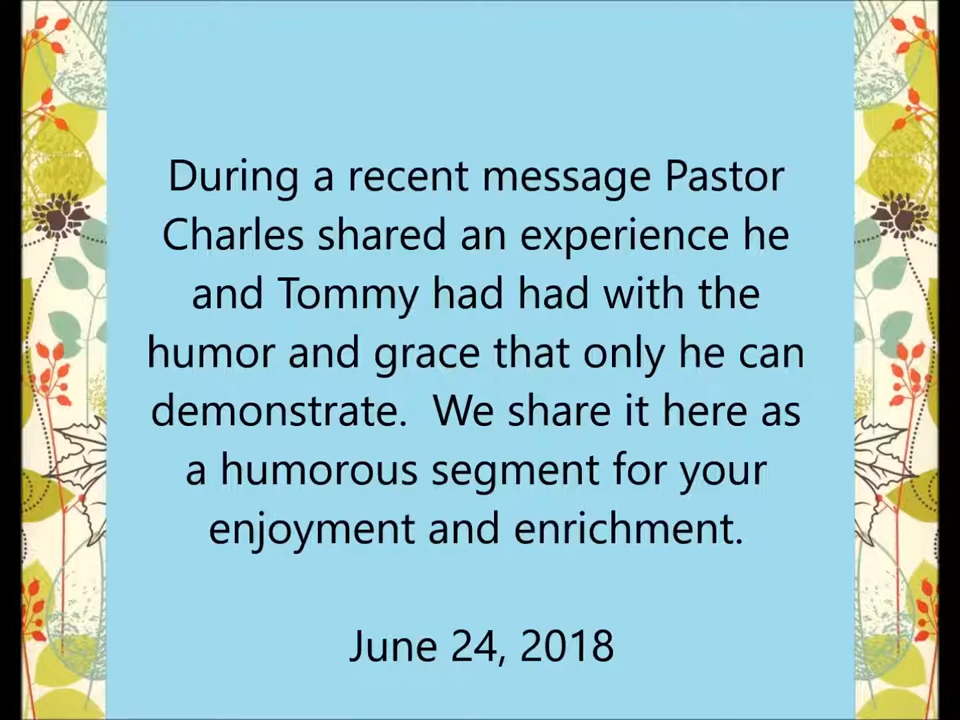 During a recent message Pastor
Charles shared an experience he
and Tommy had had with the
humor and grace that only he can
demonstrate.  We share it here as
a humorous segment for your
enjoyment and enrichment.
June 24, 2018